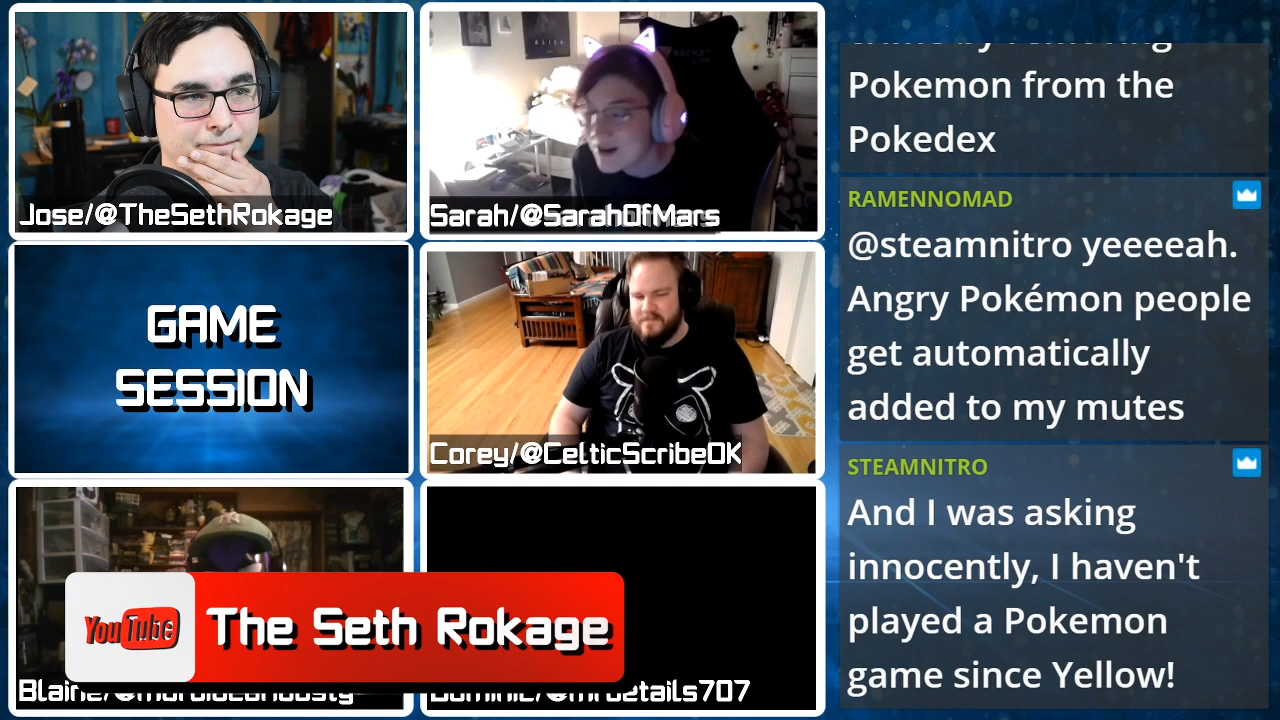 Jose/@TheSethRokage
ALIEN
Sarah/@SarahOfMars
GAME
SESSION
Corey/@CelticScribeOK
YouTube
The Seth Rokage
Pokemon from the
Pokedex
RAMENNOMAD
@steamnitro yeeeeah.
Angry Pokémon people
get automatically
added to my mutes
STEAMNITRO
And I was asking
innocently, I haven't
played a Pokemon
game since Yellow!